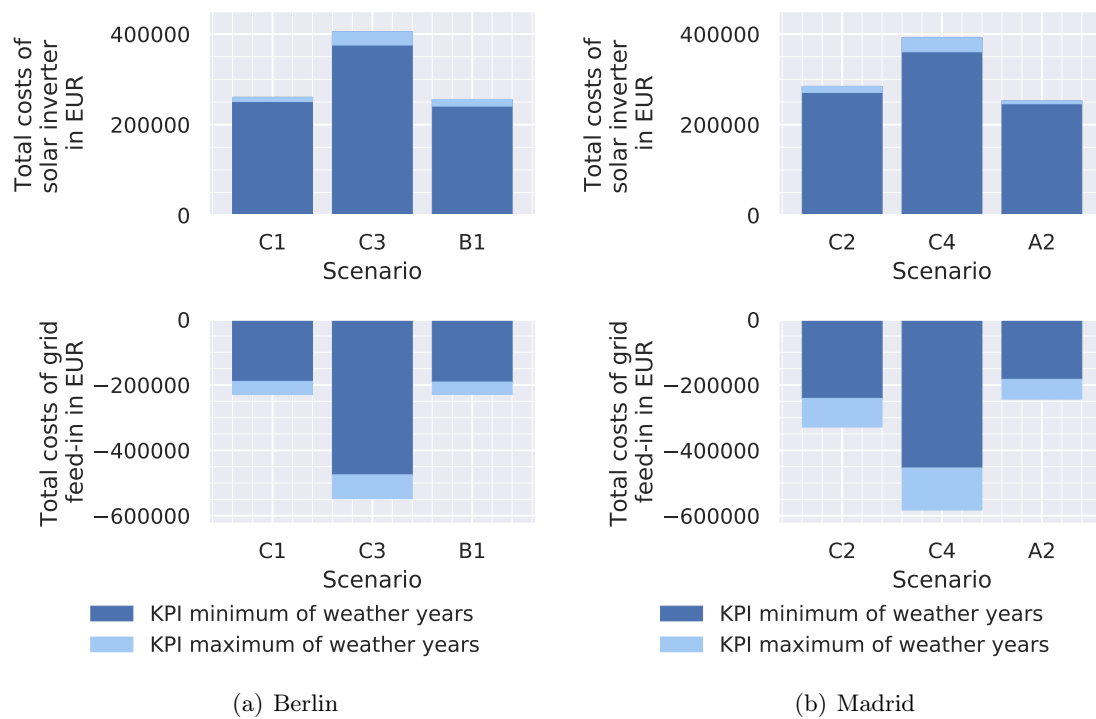 Total costs of
solar inverter
in EUR
400000
200000
0
C1 C3 B1
Scenario
Total costs of
solar inverter
in EUR
400000
200000
0
C2 C4 A2
Scenario
Total costs of grid
feed-in in EUR
0
−200000
−400000
−600000
C1 C3 B1
Scenario
KPI minimum of weather years
KPI maximum of weather years
Total costs of grid
feed-in in EUR
0
−200000
−400000
−600000
C2 C4 A2
Scenario
KPI minimum of weather years
KPI maximum of weather years
(a) Berlin
(b) Madrid